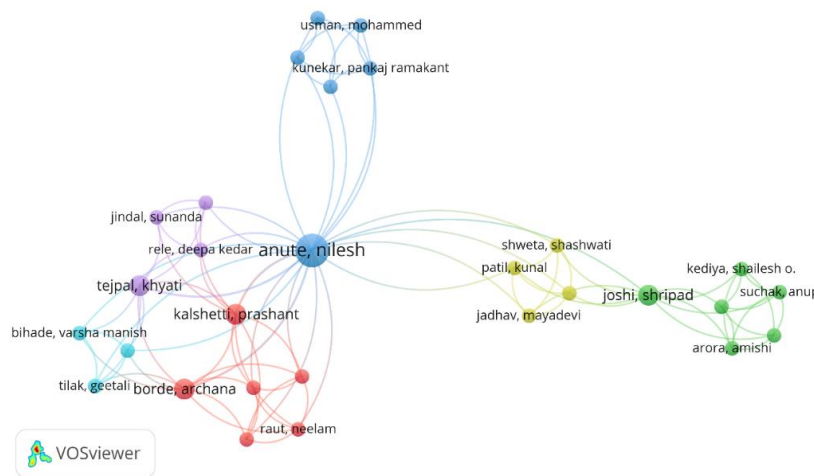 usman, mohammed
kunekar, pankaj ramakant
jindal, sunanda
rele, deepa kedar
anute, nilesh
shweta, shashwati
patil, kunal
kediya, shailesh o.
tejpal, khyati
joshi, shripad
suchak, anup
kalshetti, prashant
jadhav, mayadevi
bihade, varsha manish
arora, amishi
tilak, geetali
borde, archana
raut, neelam
VOSviewer